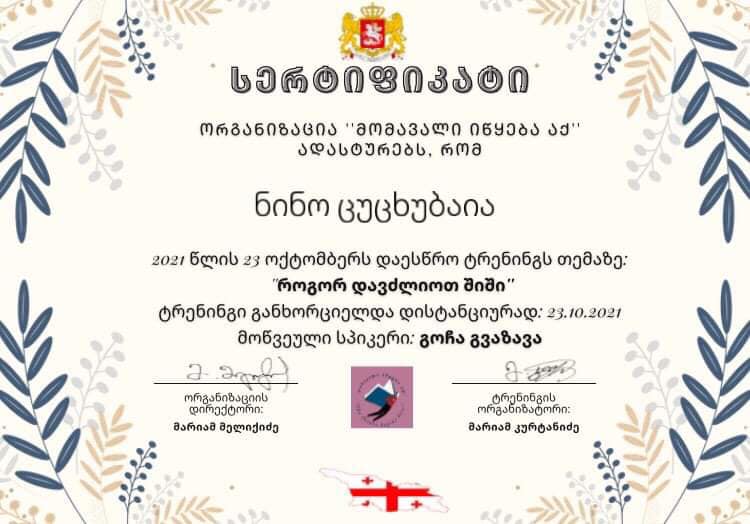 სერტიფიკატი
ორგანიზაცია ''მომავალი იწყება აქ''
ადასტურებს, რომ
ნინო ცუცხუბაია
2021 წლის 23 ოქტომბერს დაესწრო ტრენინგს თემაზე:
"როგორ დავძლიოთ შიში"
ტრენინგი განხორციელდა დისტანციურად: 23.10.2021
მოწვეული სპიკერი: გოჩა გვაზავა
ორგანიზაციის
დირექტორი:
მარიამ მელიქიძე
ტრენინგის
ორგანიზატორი:
მარიამ კურტანიძე